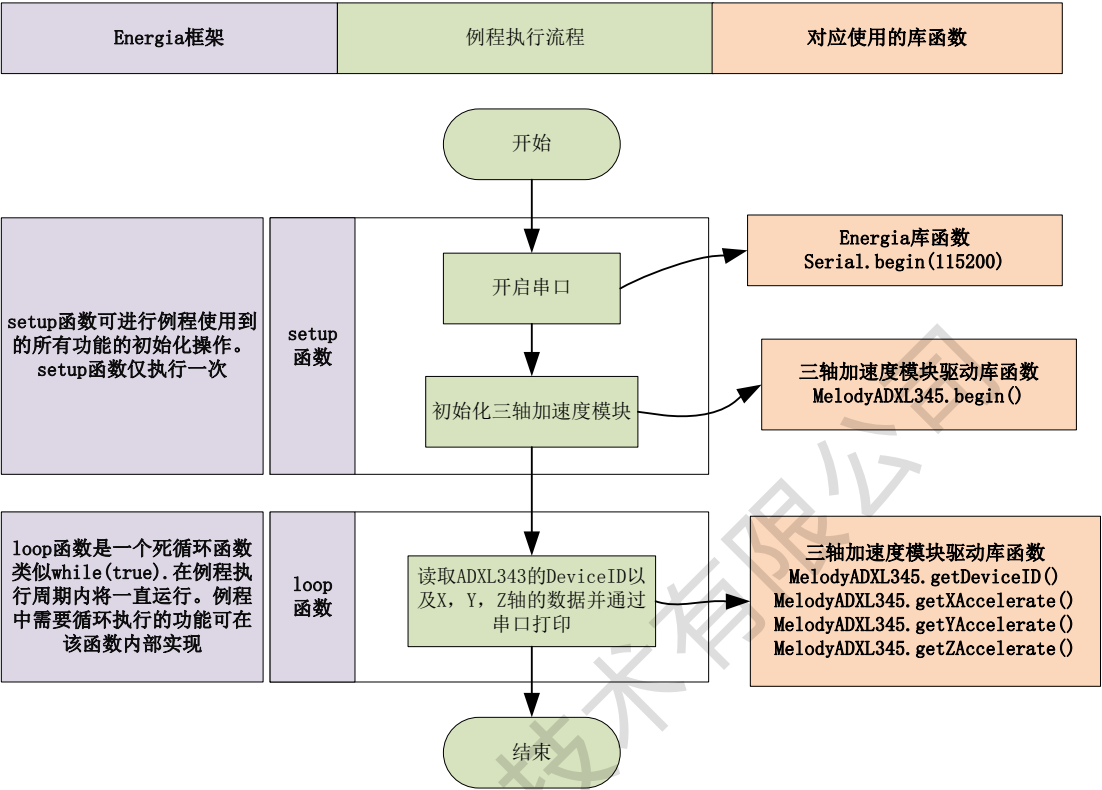 Energia框架
例程执行流程
对应使用的库函数
开始
setup函数可进行例程使用到
的所有功能的初始化操作。
setup函数仅执行一次
setup
函数
开启串口
Energia库函数
Serial.begin(115200)
初始化三轴加速度模块
三轴加速度模块驱动库函数
MelodyADXL345.begin()
loop函数是一个死循环函数
类似while(true).在例程执
行周期内将一直运行。例程
中需要循环执行的功能可在
该函数内部实现
loop
函数
读取ADXL343的DeviceID以
及X，Y，Z轴的数据并通过
串口打印
三轴加速度模块驱动库函数
MelodyADXL345.getDeviceID()
MelodyADXL345.getXAccelerate()
MelodyADXL345.getYAccelerate()
MelodyADXL345.getZAccelerate()
结束
技术有限公司